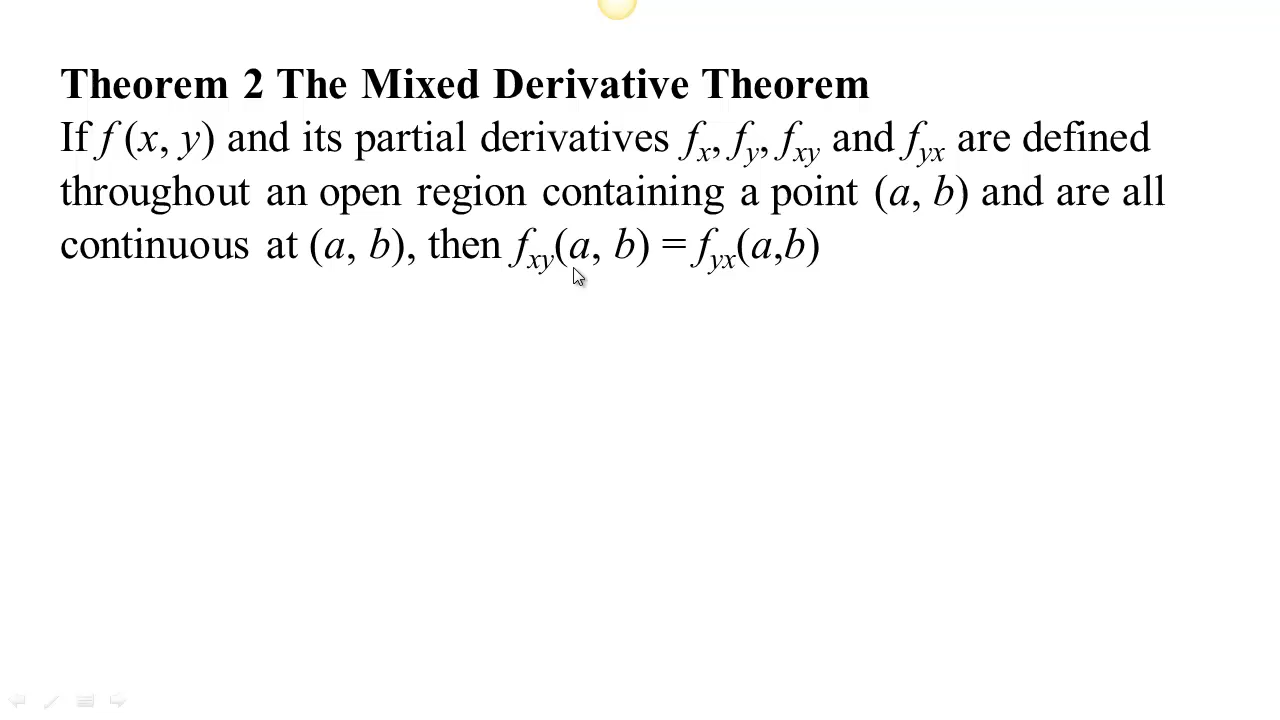 Theorem 2 The Mixed Derivative Theorem
If f (x, y) and its partial derivatives fx, fy, fxy and fyx are defined
throughout an open region containing a point (a, b) and are all
continuous at (a, b), then fxy(a, b) = fyx(a,b)